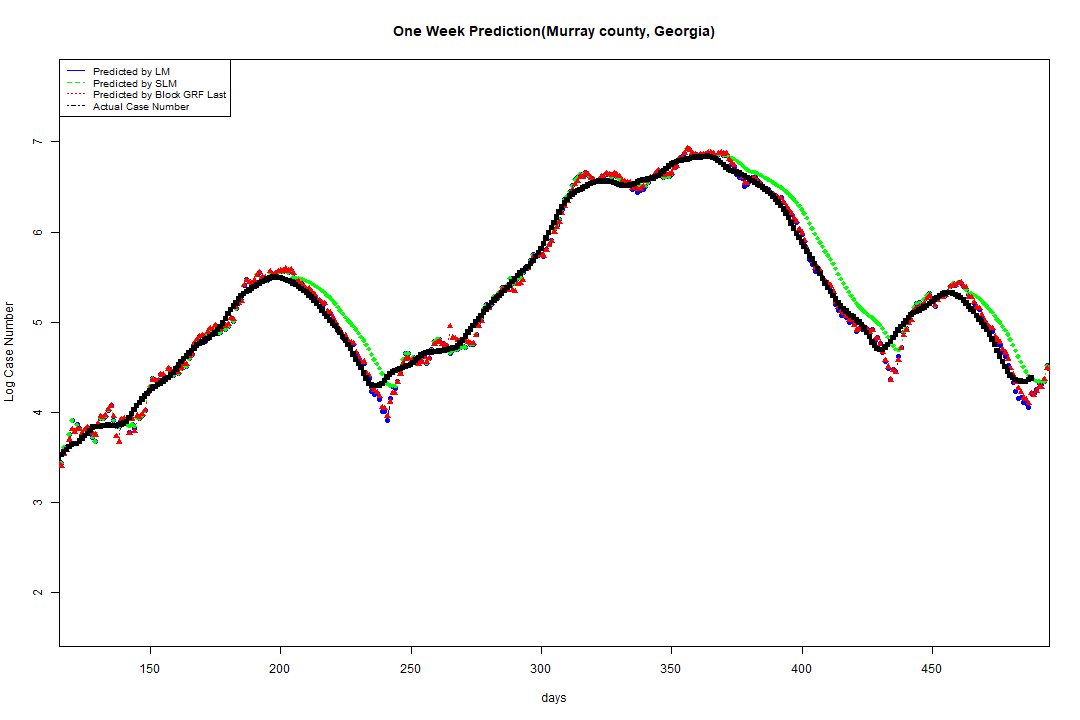 One Week Prediction(Murray county, Georgia)
Predicted by LM
Predicted by SLM
Predicted by Block GRF Last
Actual Case Number
Log Case Number
7
6
5
4
3
2
150 200 250 300 350 400 450
days